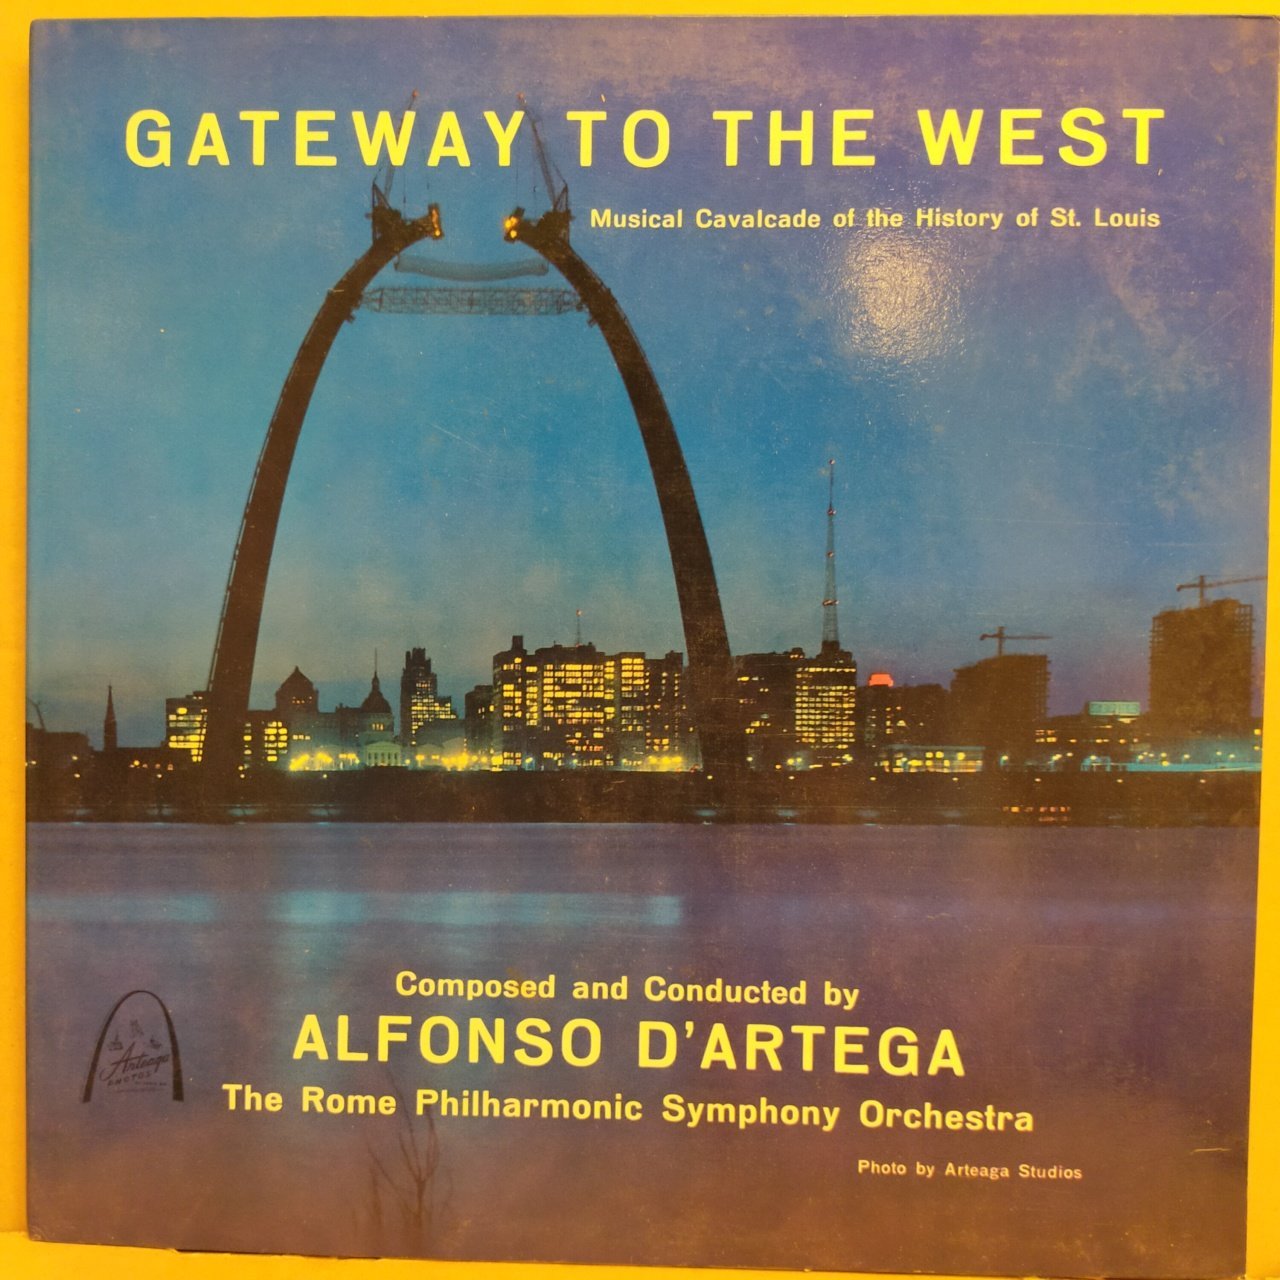 GATEWAY TO THE WEST
Musical Cavalcade of the History of St. Louis
Composed and Conducted by
ALFONSO D'ARTEGA
Arteaga
PHOTOS
The Rome Philharmonic Symphony Orchestra
Photo by Arteaga Studios